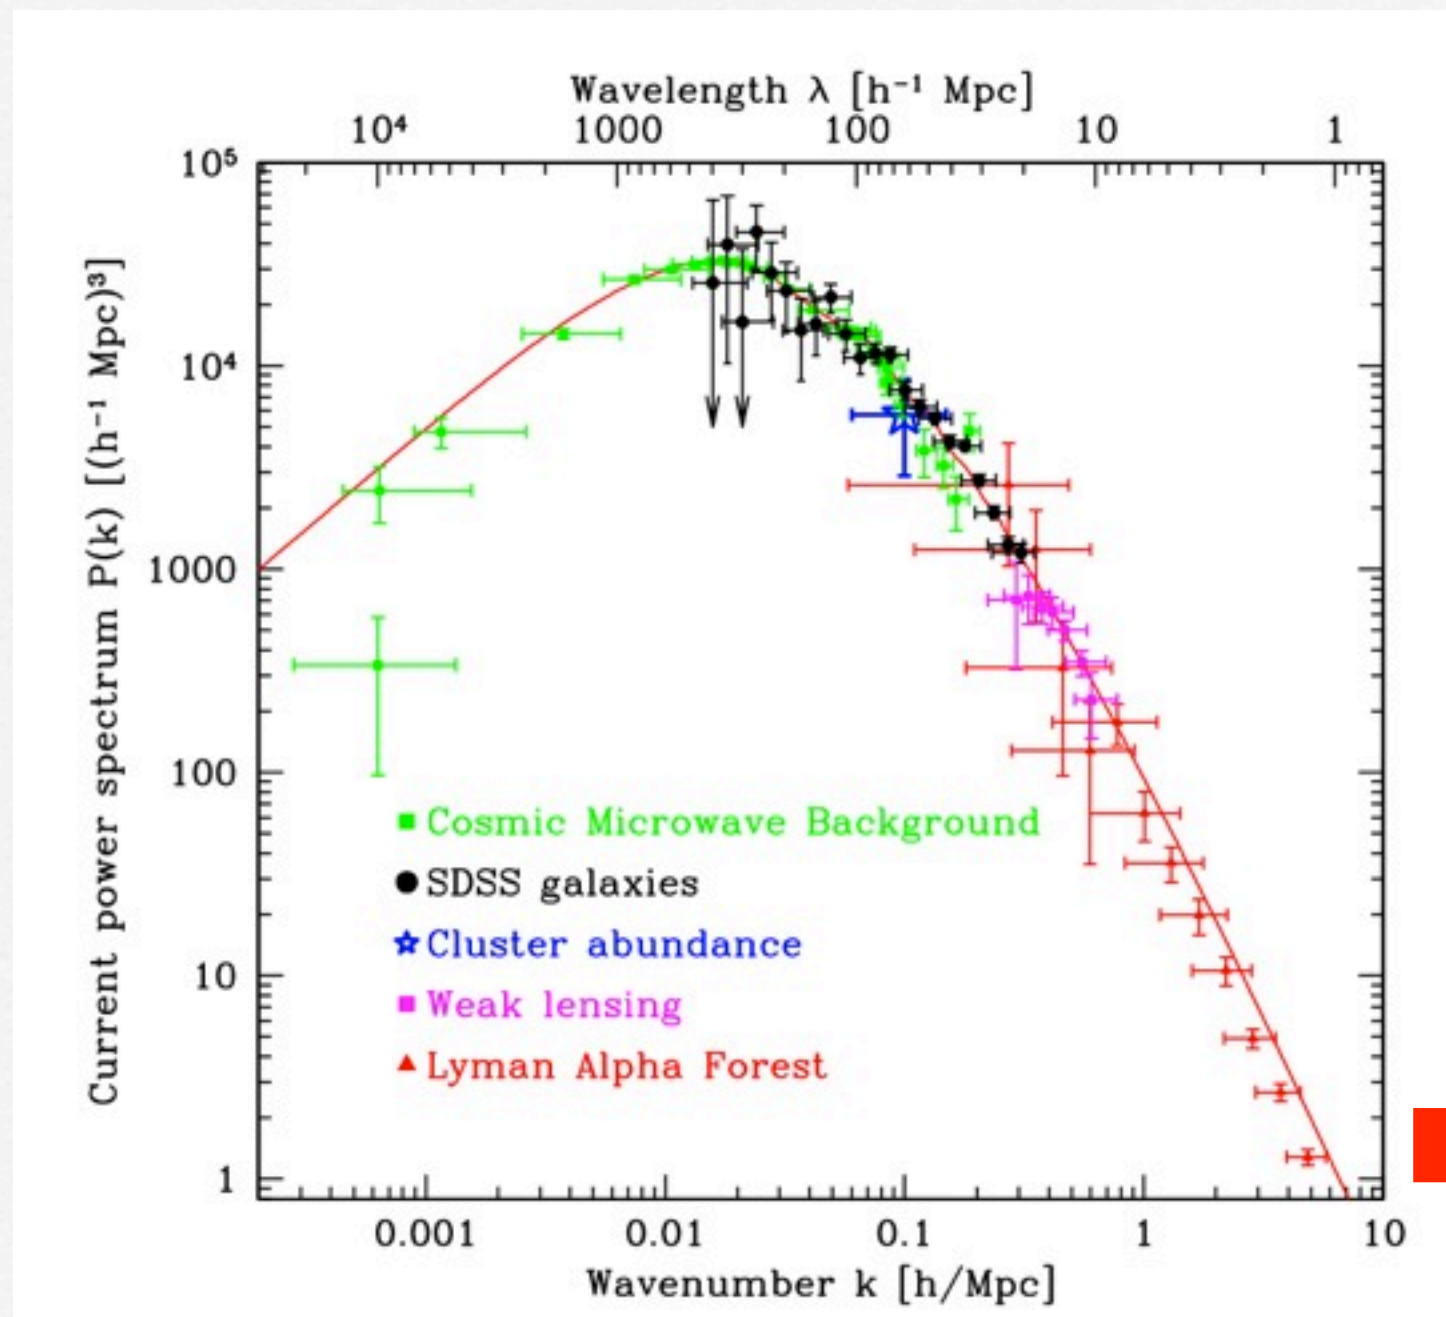 Wavelength λ [h⁻¹ Mpc]
10⁴ 1000 100 10 1
10⁵
10⁴
1000
100
10
1
Current power spectrum P(k) [(h⁻¹ Mpc)³]
Cosmic Microwave Background
SDSS galaxies
Cluster abundance
Weak lensing
Lyman Alpha Forest
0.001 0.01 0.1 1 10
Wavenumber k [h/Mpc]